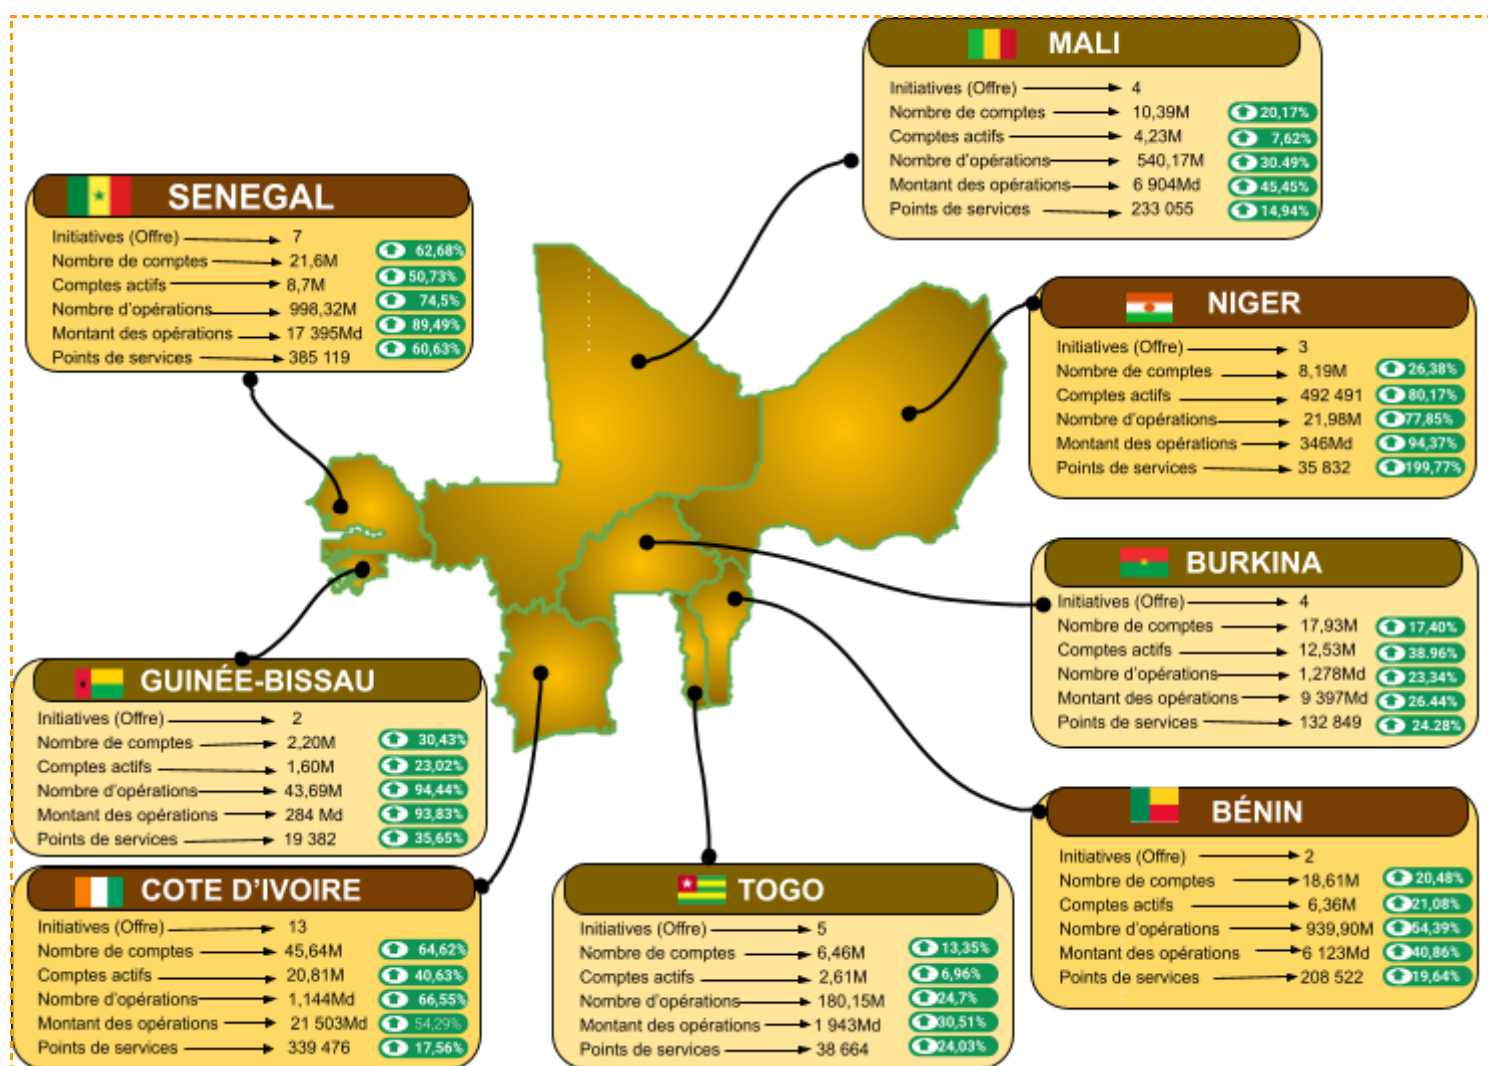 MALI
Initiatives (Offre) 4
Nombre de comptes 10,39M 20,17%
Comptes actifs 4,23M 7,62%
Nombre d'opérations 540,17M 30.49%
Montant des opérations 6 904Md 45,45%
Points de services 233 055 14,94%
SENEGAL
Initiatives (Offre) 7
Nombre de comptes 21,6M 62,68%
Comptes actifs 8,7M 50,73%
Nombre d'opérations 998,32M 74,5%
Montant des opérations 17 395Md 89,49%
Points de services 385 119 60,63%
NIGER
Initiatives (Offre) 3
Nombre de comptes 8,19M 26,38%
Comptes actifs 492 491 80,17%
Nombre d'opérations 21,98M 77,85%
Montant des opérations 346Md 94,37%
Points de services 35 832 199,77%
BURKINA
Initiatives (Offre) 4
Nombre de comptes 17,93M 17,40%
Comptes actifs 12,53M 38.96%
Nombre d'opérations 1,278Md 23,34%
Montant des opérations 9 397Md 26.44%
Points de services 132 849 24.28%
GUINÉE-BISSAU
Initiatives (Offre) 2
Nombre de comptes 2,20M 30,43%
Comptes actifs 1,60M 23,02%
Nombre d'opérations 43,69M 94,44%
Montant des opérations 284 Md 93,83%
Points de services 19 382 35,65%
BÉNIN
Initiatives (Offre) 2
Nombre de comptes 18,61M 20,48%
Comptes actifs 6,36M 21,08%
Nombre d'opérations 939,90M 54,39%
Montant des opérations 6 123Md 40,86%
Points de services 208 522 19,64%
COTE D'IVOIRE
Initiatives (Offre) 13
Nombre de comptes 45,64M 64,62%
Comptes actifs 20,81M 40,63%
Nombre d'opérations 1,144Md 66,55%
Montant des opérations 21 503Md 54,29%
Points de services 339 476 17,56%
TOGO
Initiatives (Offre) 5
Nombre de comptes 6,46M 13,35%
Comptes actifs 2,61M 6,96%
Nombre d'opérations 180,15M 24,7%
Montant des opérations 1 943Md 30,51%
Points de services 38 664 24,03%